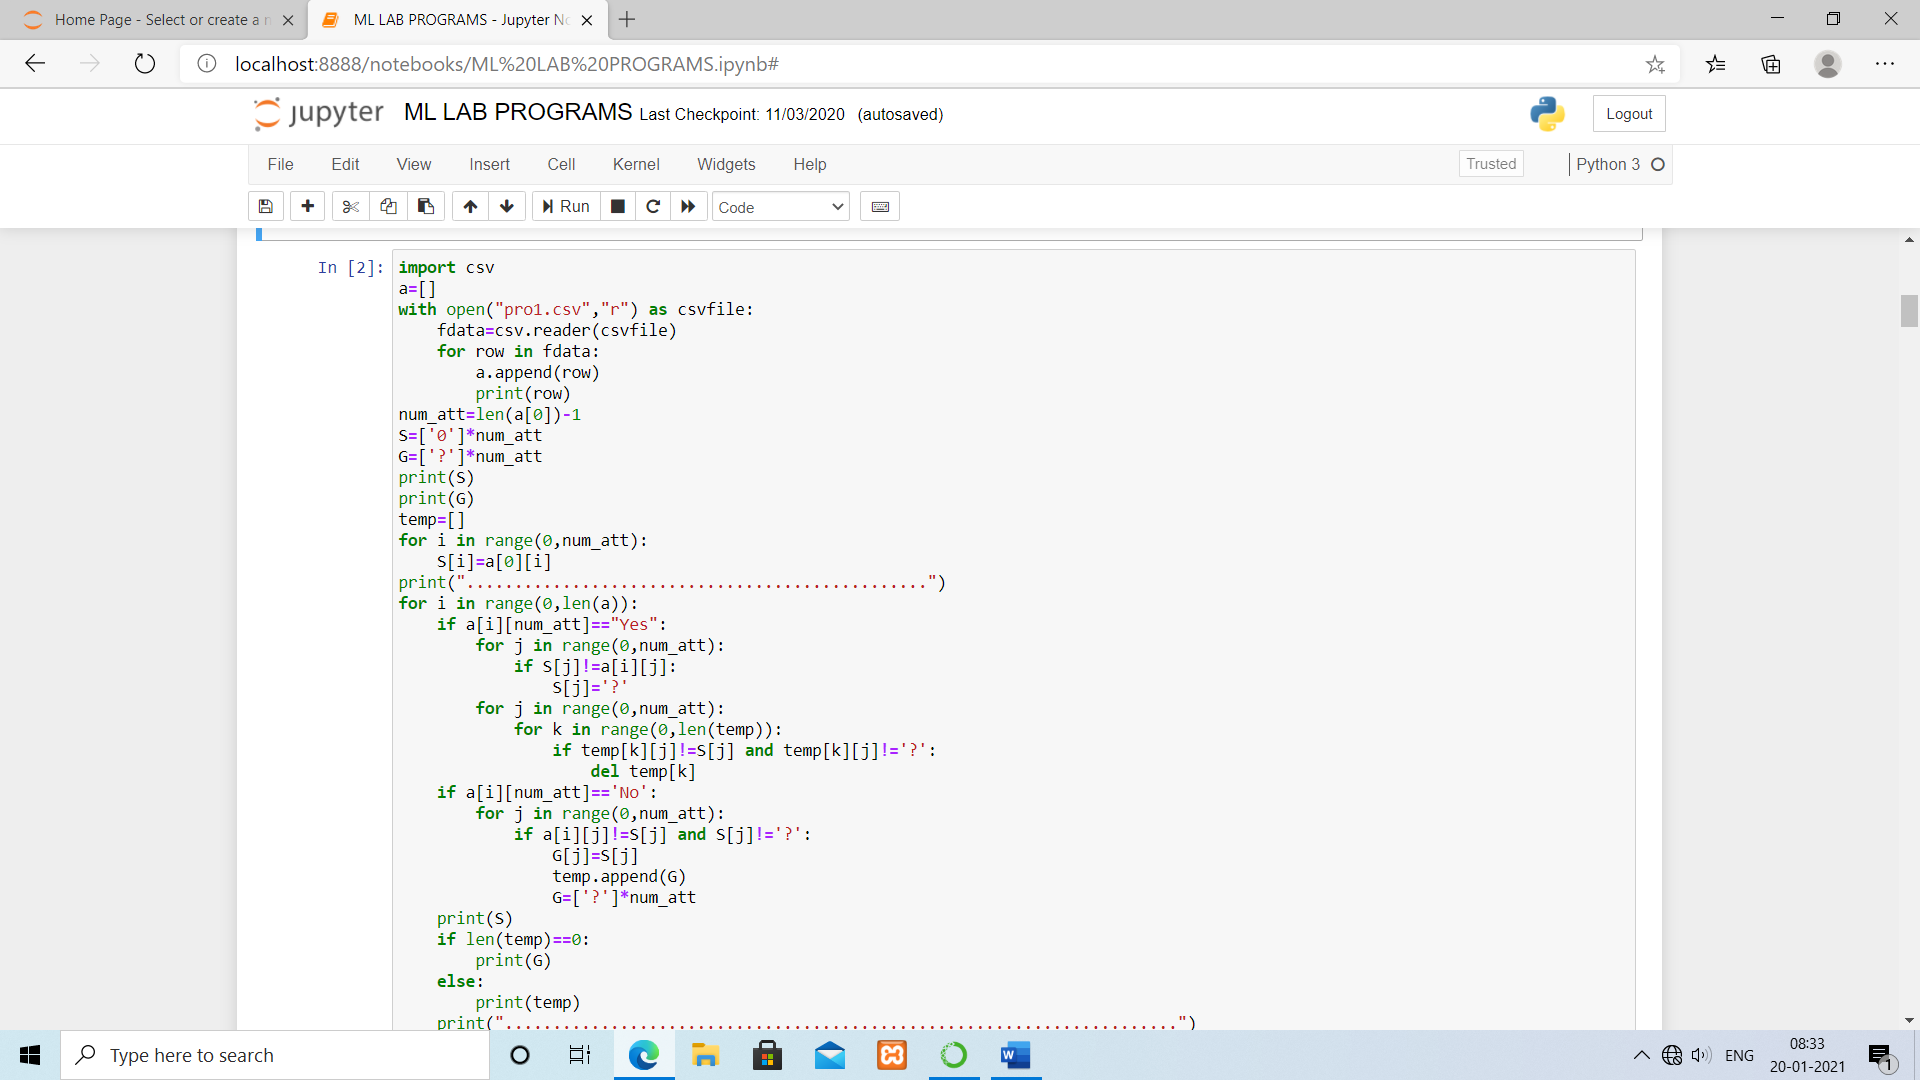 Home Page - Select or create a n
ML LAB PROGRAMS - Jupyter No
localhost:8888/notebooks/ML%20LAB%20PROGRAMS.ipynb#
jupyter ML LAB PROGRAMS Last Checkpoint: 11/03/2020 (autosaved)
Logout
File Edit View Insert Cell Kernel Widgets Help
Trusted Python 3
Run Code
In [2]: import csv
a=[]
with open("pro1.csv","r") as csvfile:
    fdata=csv.reader(csvfile)
    for row in fdata:
        a.append(row)
        print(row)
num_att=len(a[0])-1
S=['0']*num_att
G=['?']*num_att
print(S)
print(G)
temp=[]
for i in range(0,num_att):
    S[i]=a[0][i]
print("................................................")
for i in range(0,len(a)):
    if a[i][num_att]=="Yes":
        for j in range(0,num_att):
            if S[j]!=a[i][j]:
                S[j]='?'
        for j in range(0,num_att):
            for k in range(0,len(temp)):
                if temp[k][j]!=S[j] and temp[k][j]!='?':
                    del temp[k]
    if a[i][num_att]=='No':
        for j in range(0,num_att):
            if a[i][j]!=S[j] and S[j]!='?':
                G[j]=S[j]
                temp.append(G)
                G=['?']*num_att
    print(S)
    if len(temp)==0:
        print(G)
    else:
        print(temp)
    print("......................................................................")
Type here to search
ENG
08:33
20-01-2021
1